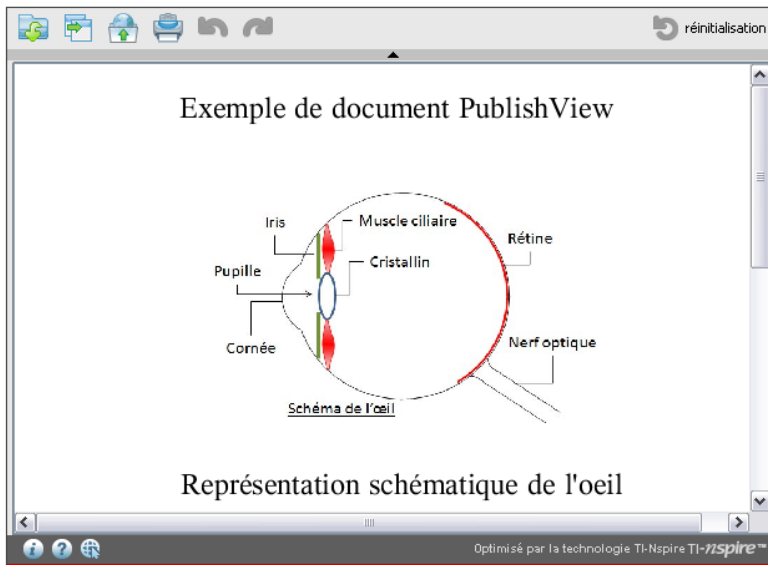 réinitialisation
Exemple de document PublishView
Iris
Muscle ciliaire
Rétine
Cristallin
Pupille
Cornée
Nerf optique
Schéma de l'œil
Représentation schématique de l'oeil
Optimisé par la technologie TI-Nspire TI-nspire™